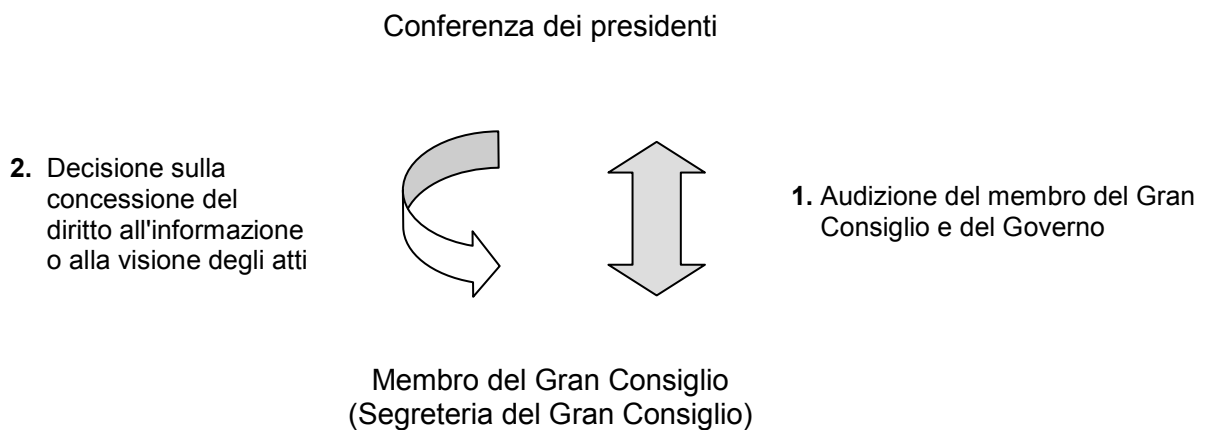 Conferenza dei presidenti
2. Decisione sulla
concessione del
diritto all'informazione
o alla visione degli atti
1. Audizione del membro del Gran
Consiglio e del Governo
Membro del Gran Consiglio
(Segreteria del Gran Consiglio)